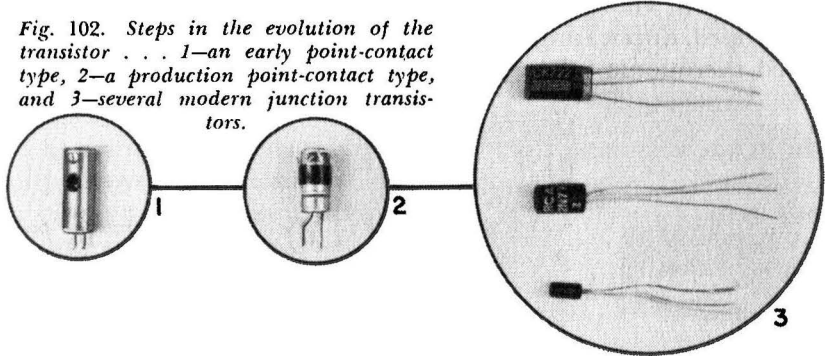 Fig. 102. Steps in the evolution of the
transistor . . . 1—an early point-contact
type, 2—a production point-contact type,
and 3—several modern junction transis-
tors.
1
2
3